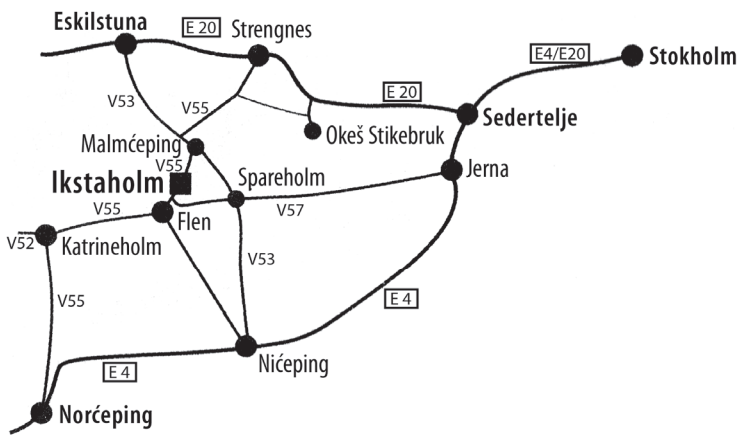 Eskilstuna
E 20
Strengnes
E4/E20
Stokholm
V53
V55
E 20
Sedertelje
Okeš Stikebruk
Malmćeping
V55
Ikstaholm
Spareholm
Jerna
V55
Flen
V57
V52
Katrineholm
V53
V55
E 4
Nićeping
E 4
Norćeping